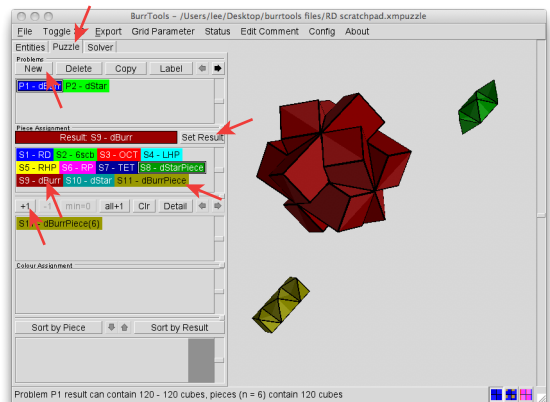 BurrTools - /Users/lee/Desktop/burrtools files/RD scratchpad.xmpuzzle
File Toggle 3D Export Grid Parameter Status Edit Comment Config About
Entities Puzzle Solver
Problems
New Delete Copy Label
P1 - dBurr P2 - dStar
Piece Assignment
Result: S9 - dBurr Set Result
S1 - RD S2 - 6scb S3 - OCT S4 - LHP
S5 - RHP S6 - RP S7 - TET S8 - dStarPiece
S9 - dBurr S10 - dStar S11 - dBurrPiece
+1 -1 min=0 all+1 Clr Detail
S11 - dBurrPiece(6)
Colour Assignment
Sort by Piece Sort by Result
Problem P1 result can contain 120 - 120 cubes, pieces (n = 6) contain 120 cubes